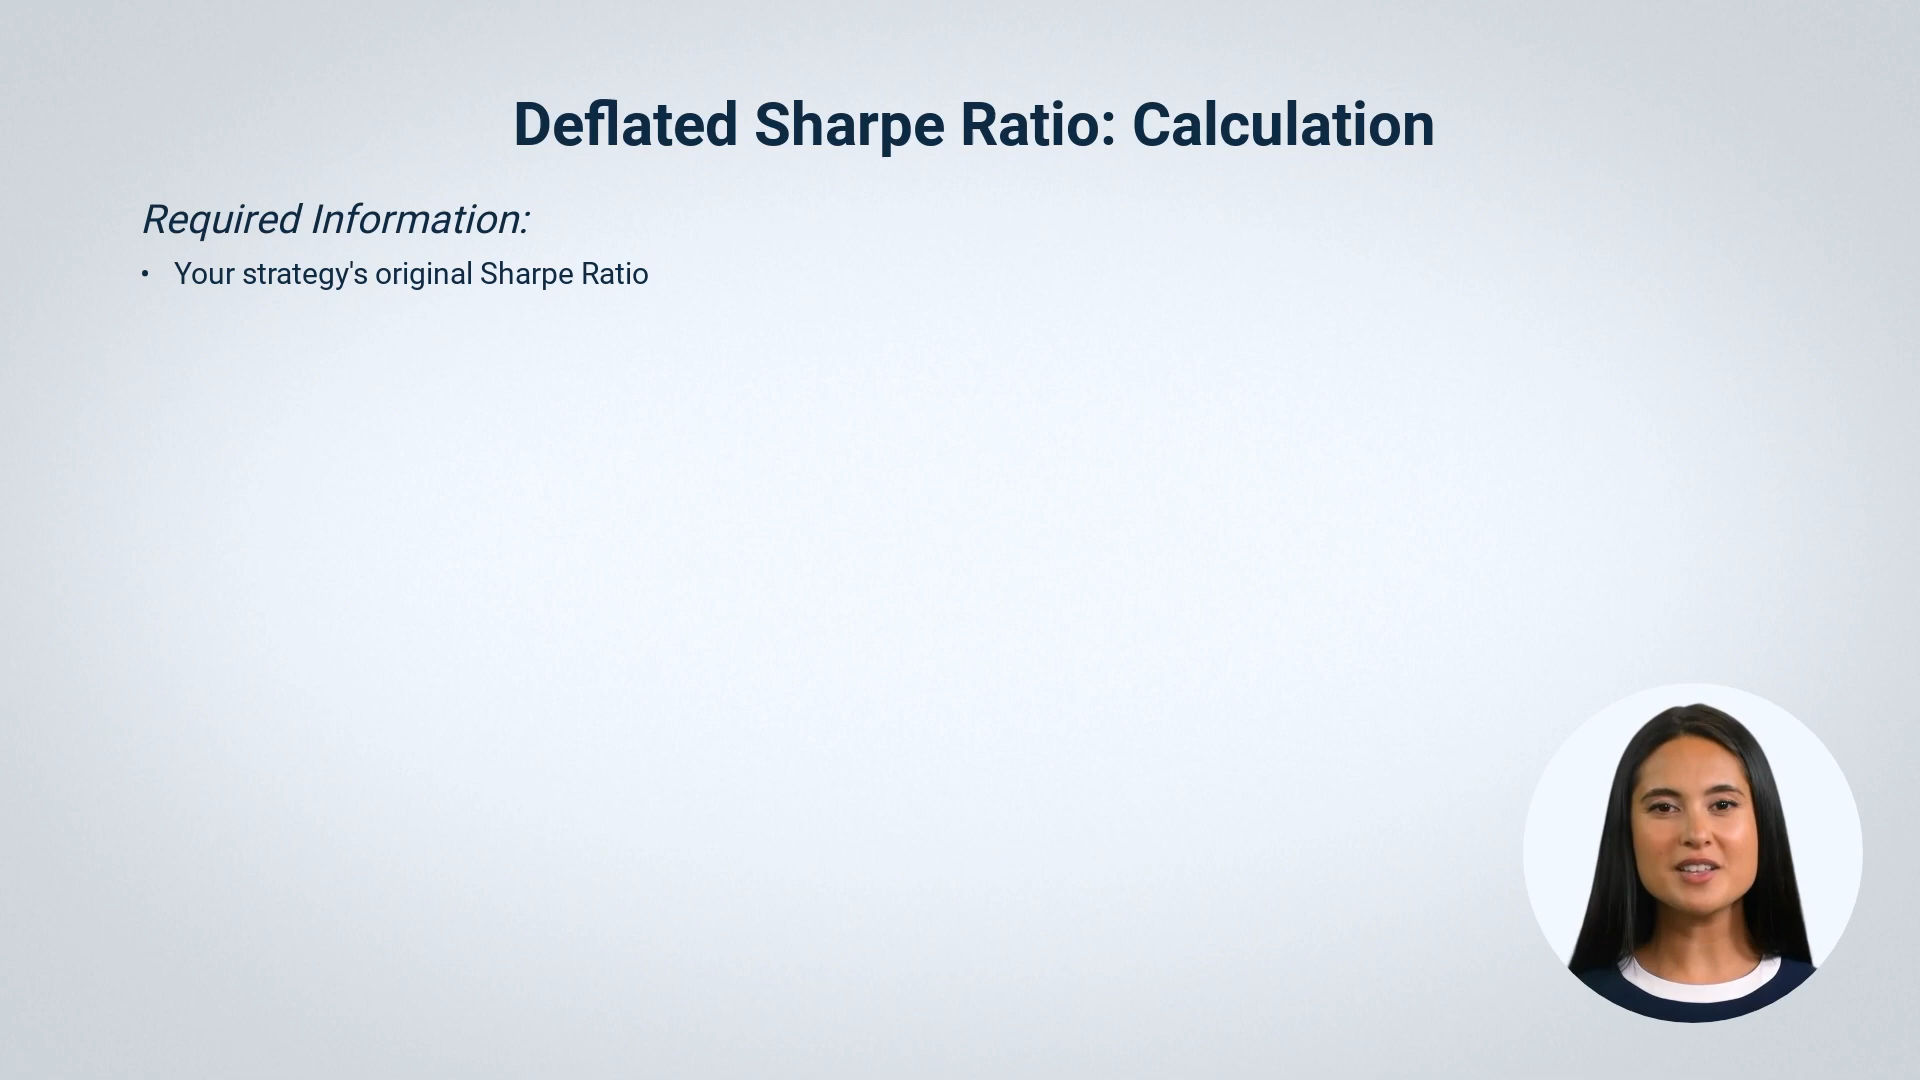 Deflated Sharpe Ratio: Calculation
Required Information:
• Your strategy's original Sharpe Ratio